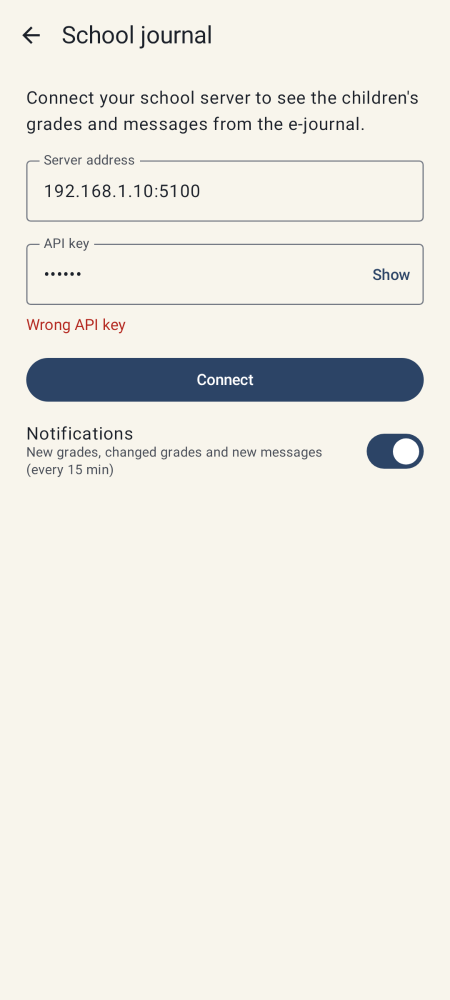 School journal
Connect your school server to see the children's
grades and messages from the e-journal.
Server address
192.168.1.10:5100
API key
••••••
Show
Wrong API key
Connect
Notifications
New grades, changed grades and new messages
(every 15 min)